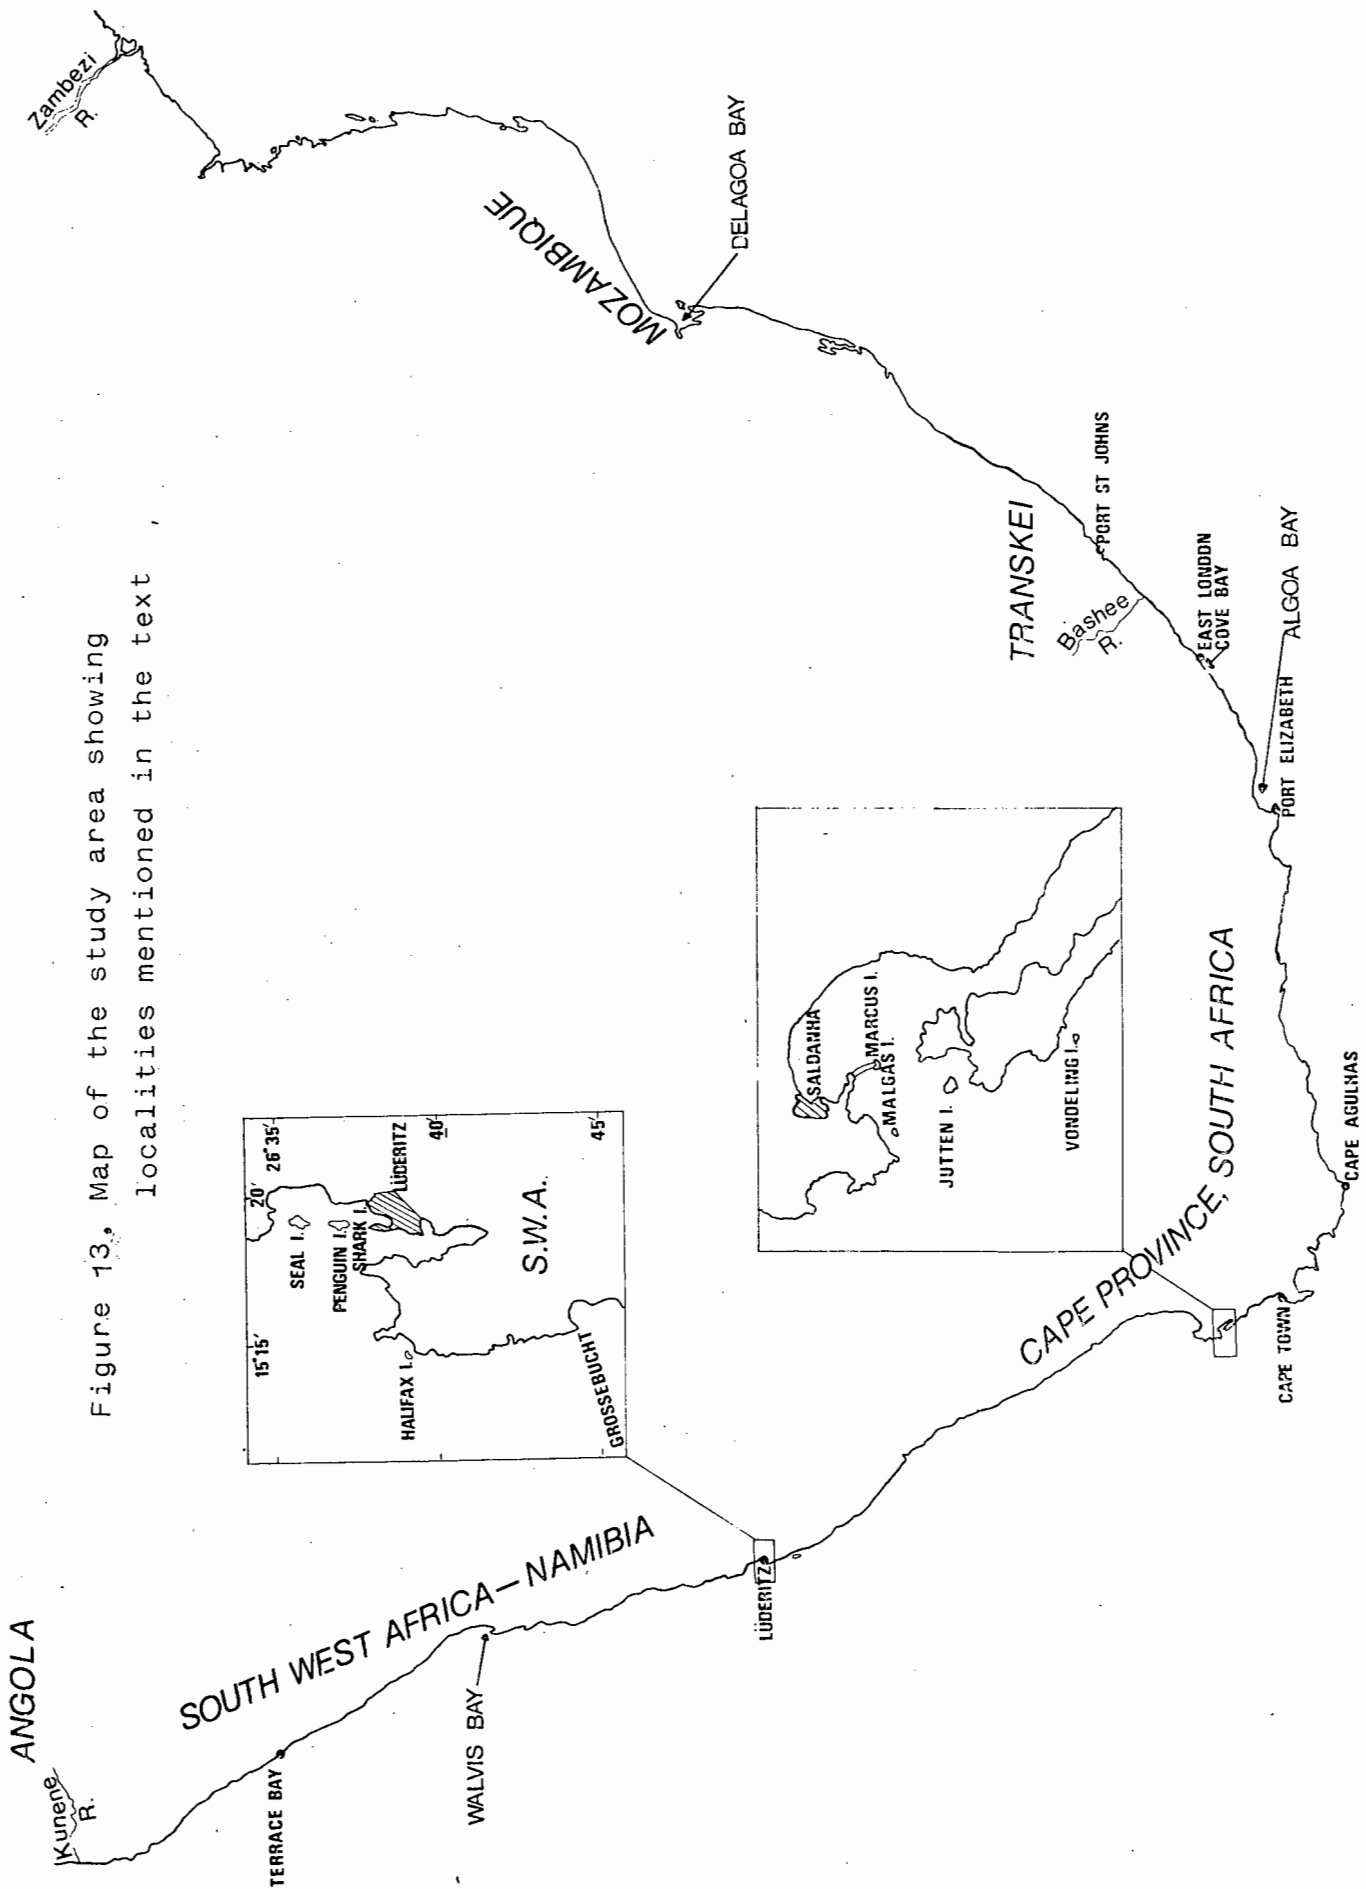 Figure 13. Map of the study area showing
localities mentioned in the text
ANGOLA
Kunene
R.
TERRACE BAY
SOUTH WEST AFRICA – NAMIBIA
WALVIS BAY
LÜDERITZ
15°15′
20′
26°35′
40′
45′
SEAL I.
PENGUIN I.
SHARK I.
LÜDERITZ
HALIFAX I.
S.W.A.
GROSSEBUCHT
CAPE PROVINCE, SOUTH AFRICA
SALDANHA
MARCUS I.
MALGAS I.
JUTTEN I.
VONDELING I.
CAPE TOWN
CAPE AGULHAS
PORT ELIZABETH
ALGOA BAY
EAST LONDON
COVE BAY
Bashee
R.
TRANSKEI
PORT ST JOHNS
DELAGOA BAY
MOZAMBIQUE
Zambezi
R.